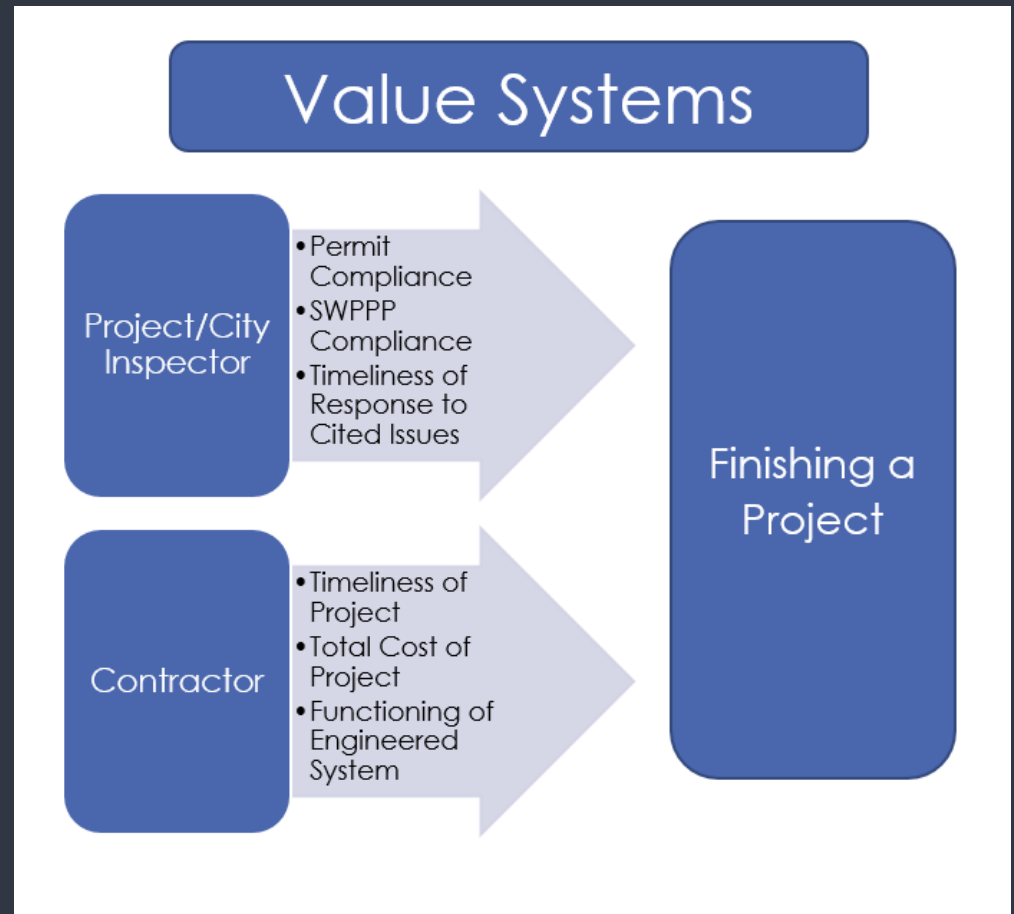 Value Systems
Project/City
Inspector
•Permit
Compliance
•SWPPP
Compliance
•Timeliness of
Response to
Cited Issues
Contractor
•Timeliness of
Project
•Total Cost of
Project
•Functioning of
Engineered
System
Finishing a
Project